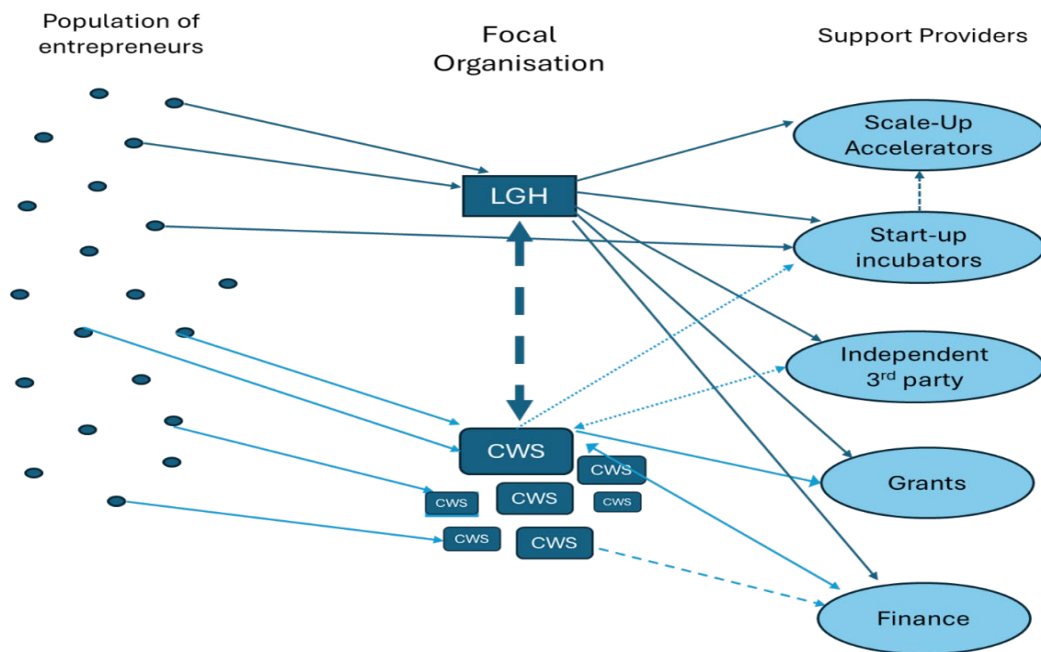 Population of
entrepreneurs
Focal
Organisation
Support Providers
Scale-Up
Accelerators
LGH
Start-up
incubators
Independent
3rd party
CWS
CWS
CWS
CWS
CWS
CWS
CWS
Grants
Finance